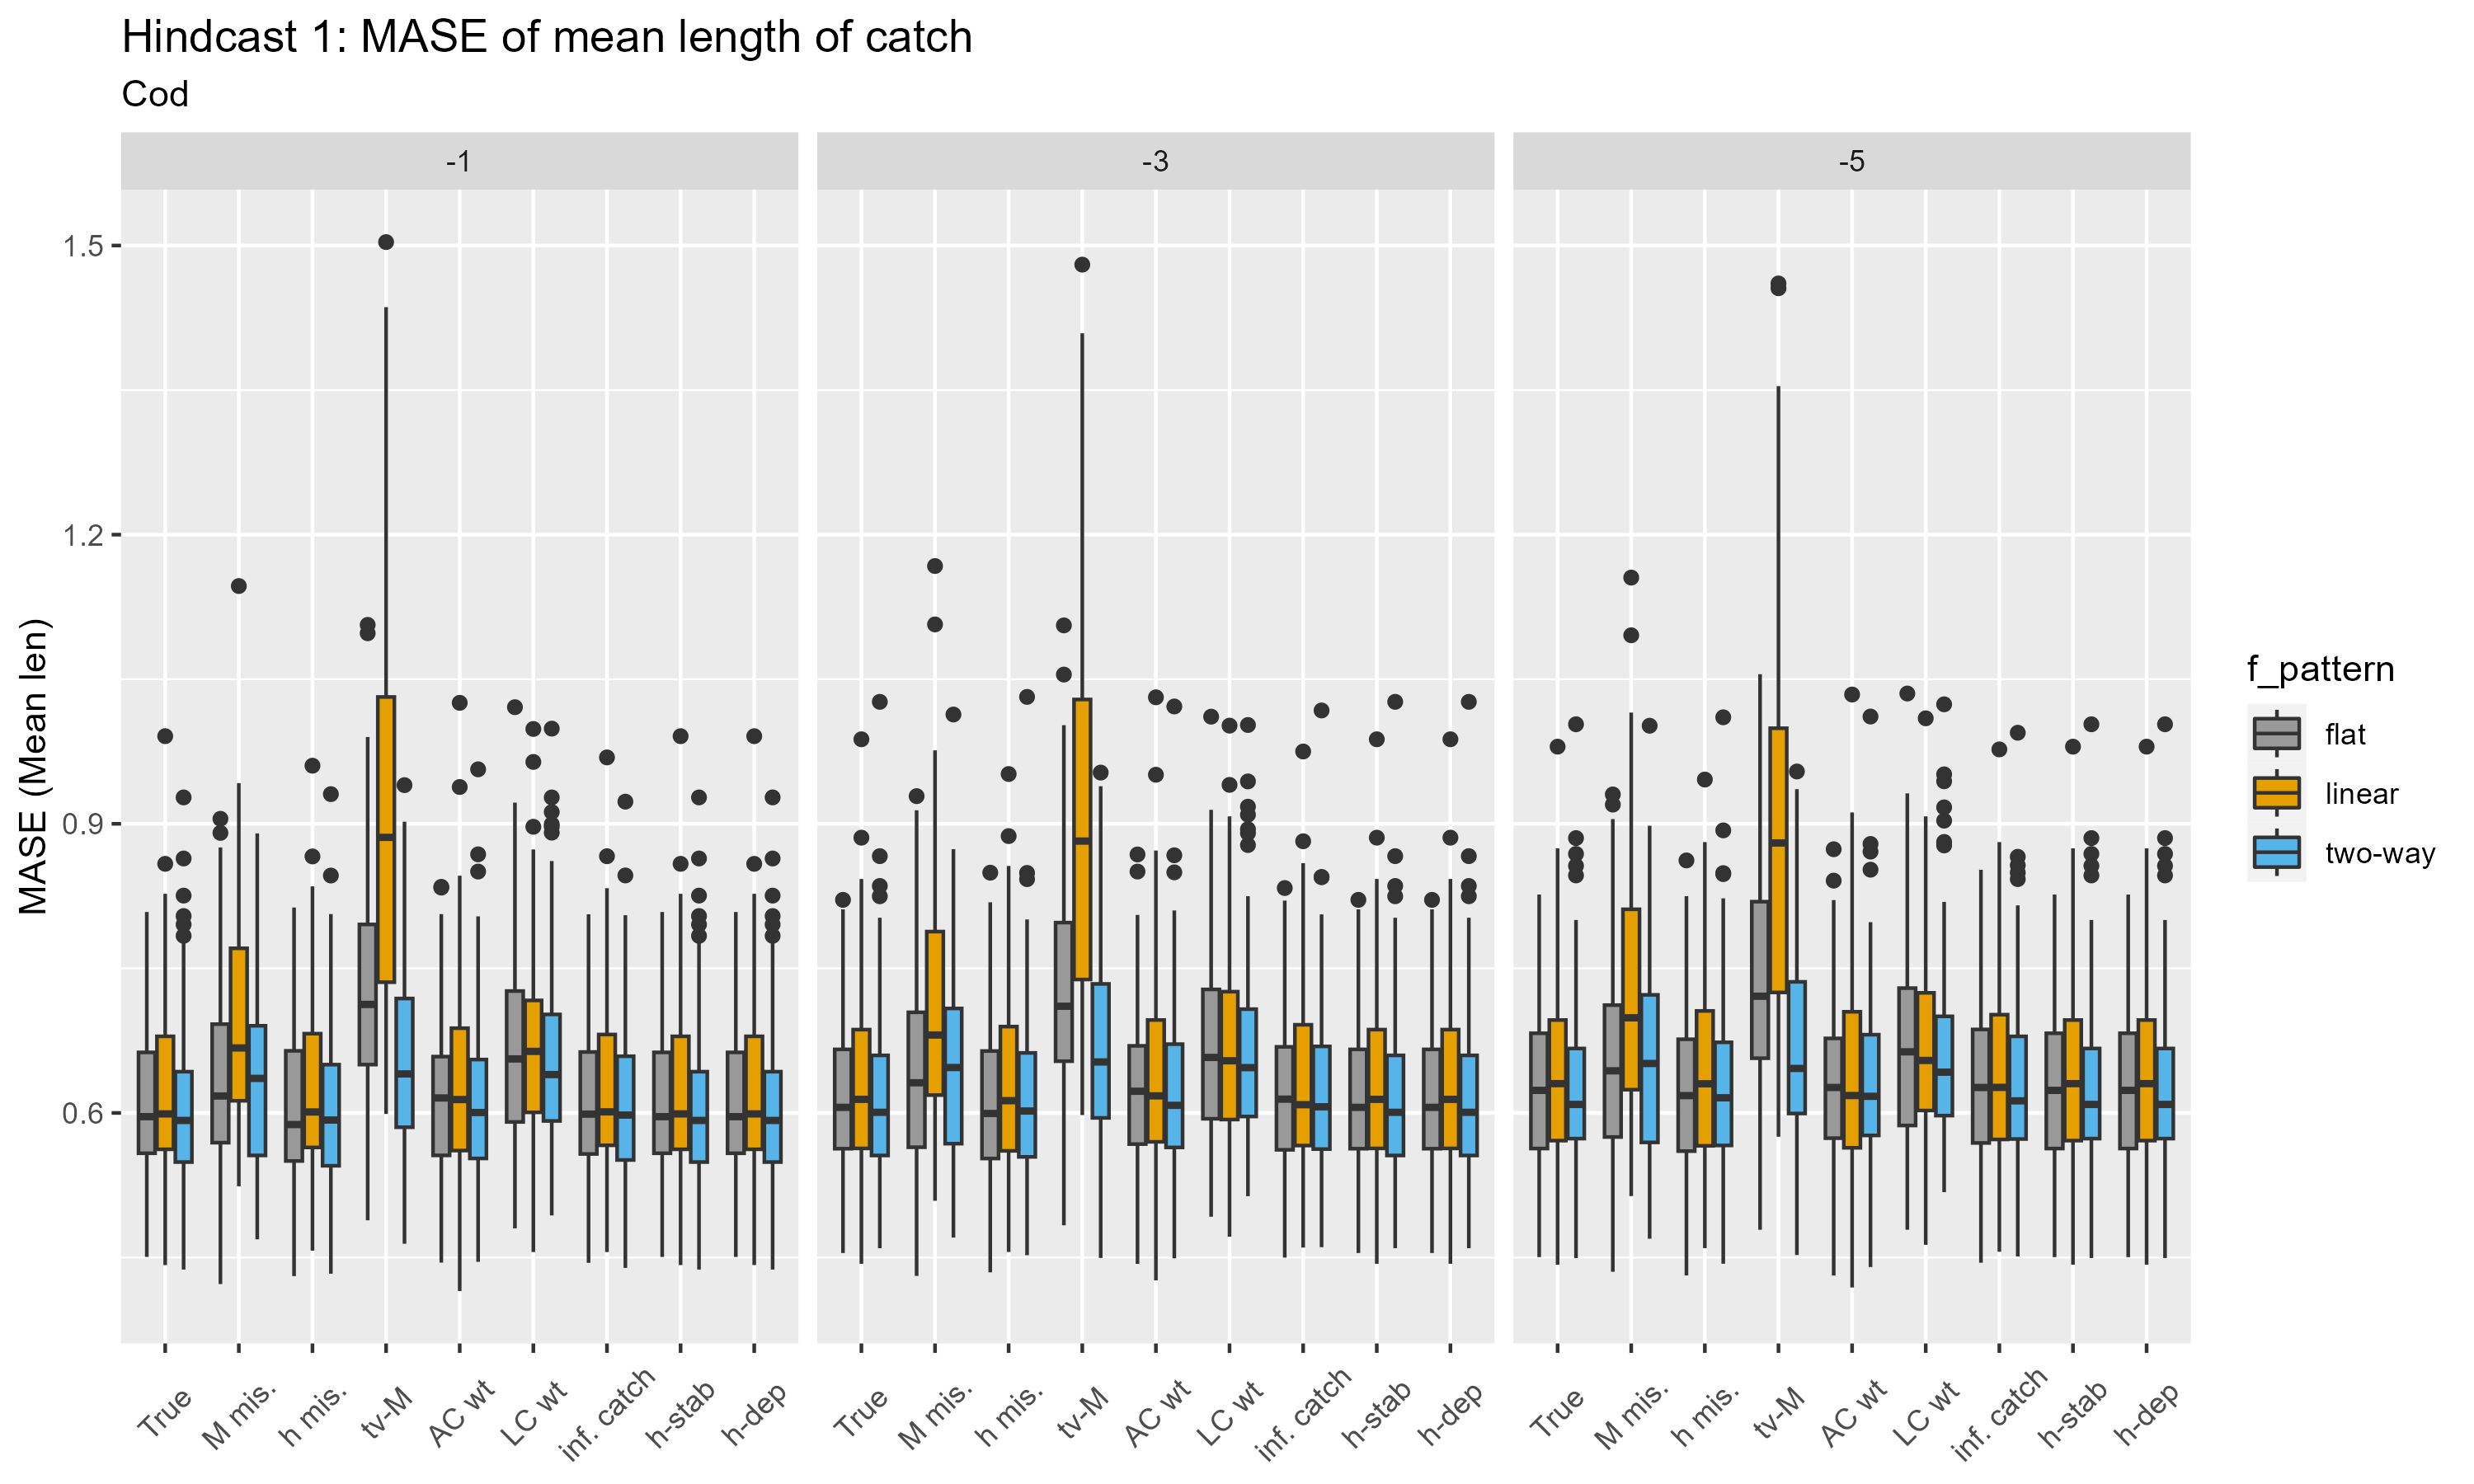 Hindcast 1: MASE of mean length of catch
Cod
-1
-3
-5
1.5
1.2
0.9
0.6
MASE (Mean len)
True
M mis.
h mis.
tv-M
AC wt
LC wt
inf. catch
h-stab
h-dep
True
M mis.
h mis.
tv-M
AC wt
LC wt
inf. catch
h-stab
h-dep
True
M mis.
h mis.
tv-M
AC wt
LC wt
inf. catch
h-stab
h-dep
f_pattern
flat
linear
two-way